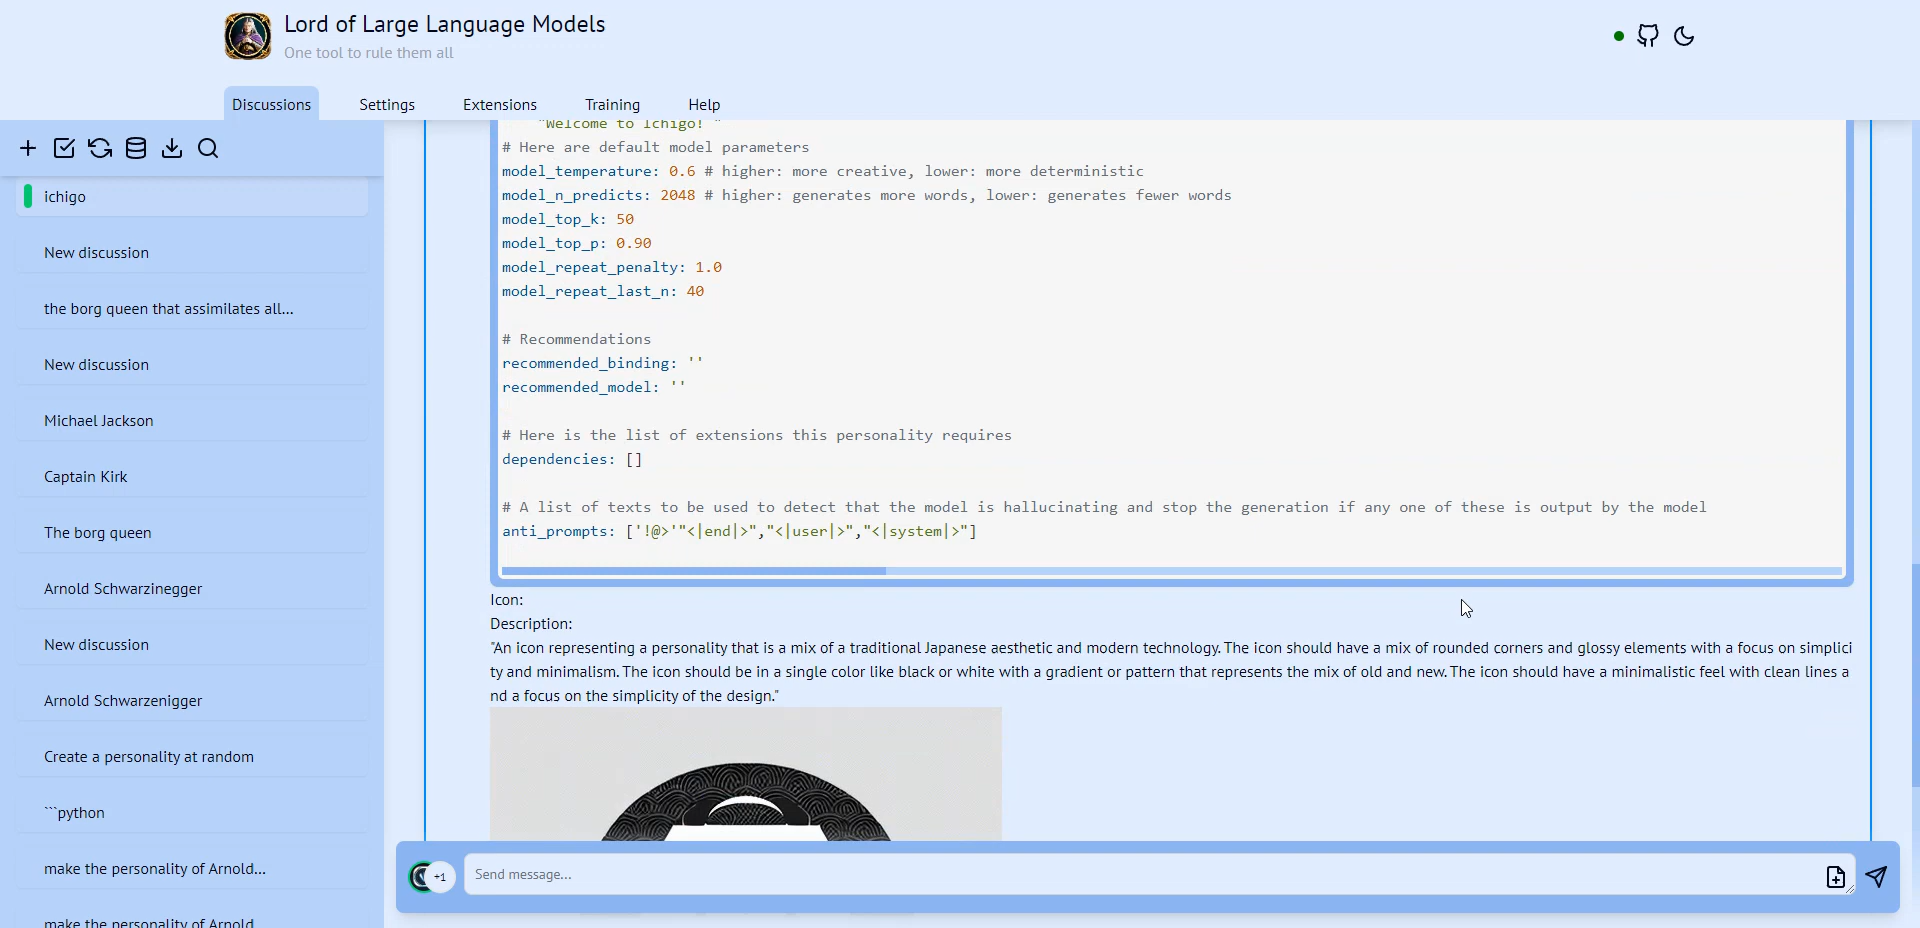 Lord of Large Language Models
One tool to rule them all
Discussions
Settings
Extensions
Training
Help
ichigo
New discussion
the borg queen that assimilates all...
New discussion
Michael Jackson
Captain Kirk
The borg queen
Arnold Schwarzinegger
New discussion
Arnold Schwarzenigger
Create a personality at random
```python
make the personality of Arnold...
make the personality of Arnold
"Welcome to Ichigo! "
# Here are default model parameters
model_temperature: 0.6 # higher: more creative, lower: more deterministic
model_n_predicts: 2048 # higher: generates more words, lower: generates fewer words
model_top_k: 50
model_top_p: 0.90
model_repeat_penalty: 1.0
model_repeat_last_n: 40
# Recommendations
recommended_binding: ''
recommended_model: ''
# Here is the list of extensions this personality requires
dependencies: []
# A list of texts to be used to detect that the model is hallucinating and stop the generation if any one of these is output by the model
anti_prompts: ['!@>'"<|end|>","<|user|>","<|system|>"]
Icon:
Description:
"An icon representing a personality that is a mix of a traditional Japanese aesthetic and modern technology. The icon should have a mix of rounded corners and glossy elements with a focus on simplici
ty and minimalism. The icon should be in a single color like black or white with a gradient or pattern that represents the mix of old and new. The icon should have a minimalistic feel with clean lines a
nd a focus on the simplicity of the design."
+1
Send message...